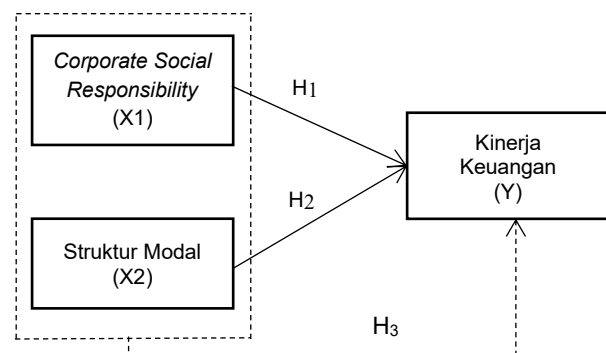 Corporate Social
Responsibility
(X1)
H1
Kinerja
Keuangan
(Y)
H2
Struktur Modal
(X2)
H3